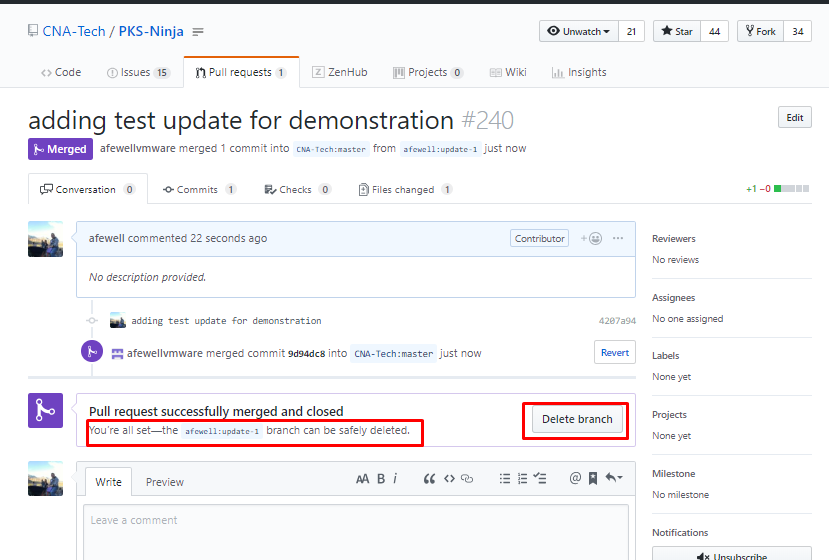 CNA-Tech / PKS-Ninja
Unwatch 21 Star 44 Fork 34
Code Issues 15 Pull requests 1 ZenHub Projects 0 Wiki Insights
adding test update for demonstration #240
Edit
Merged afewellvmware merged 1 commit into CNA-Tech:master from afewell:update-1 just now
Conversation 0 Commits 1 Checks 0 Files changed 1 +1 −0
afewell commented 22 seconds ago Contributor
No description provided.
adding test update for demonstration 4207a94
afewellvmware merged commit 9d94dc8 into CNA-Tech:master just now Revert
Pull request successfully merged and closed
You're all set—the afewell:update-1 branch can be safely deleted.
Delete branch
Write Preview AA B i
Leave a comment
Reviewers
No reviews
Assignees
No one assigned
Labels
None yet
Projects
None yet
Milestone
No milestone
Notifications
Unsubscribe